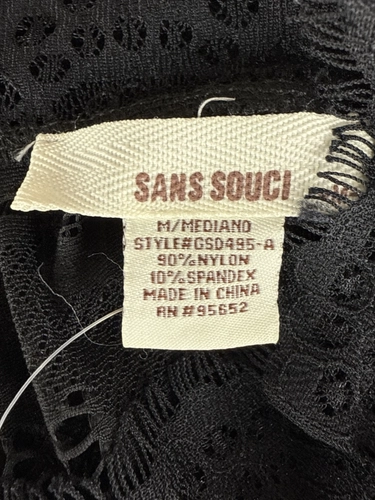 SANS SOUCI
M/MEDIANO
STYLE#GSD495-A
90%NYLON
10%SPANDEX
MADE IN CHINA
RN #95652